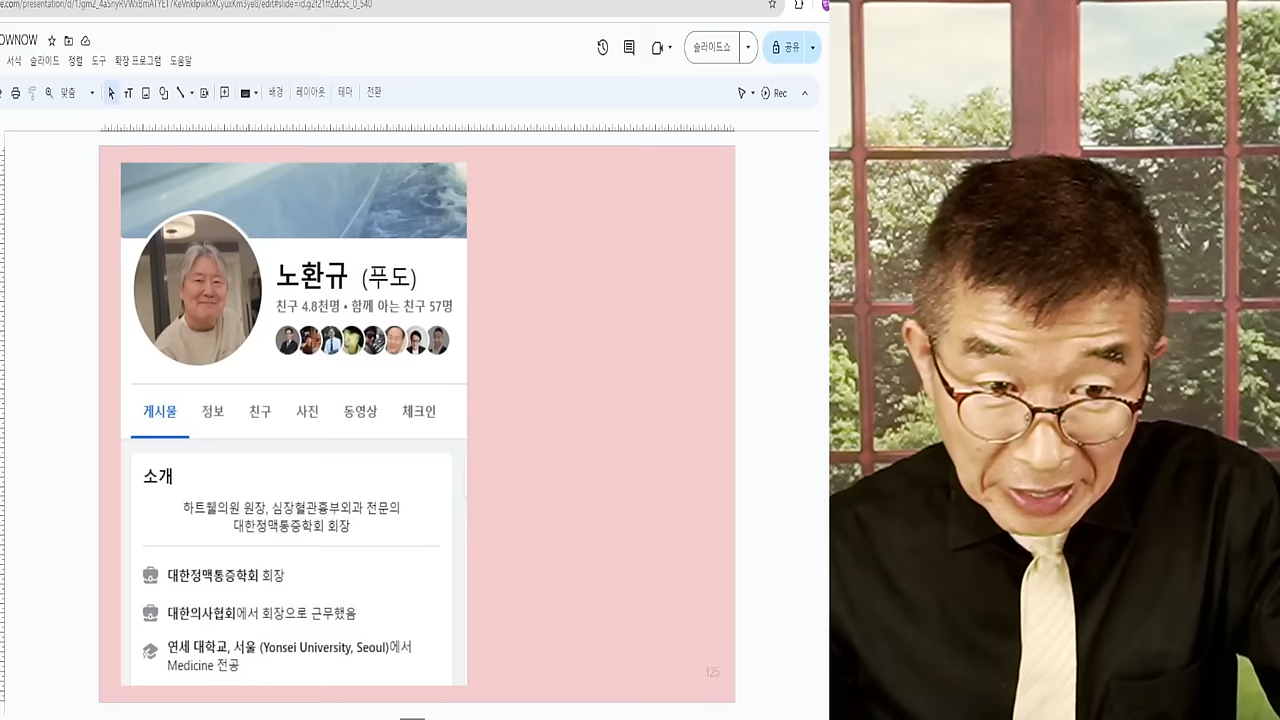 OWNOW
서식 슬라이드 정렬 도구 확장 프로그램 도움말
슬라이드쇼
공유
맞춤
배경 레이아웃 테마 전환
Rec
노환규 (푸도)
친구 4.8천명 • 함께 아는 친구 57명
게시물 정보 친구 사진 동영상 체크인
소개
하트웰의원 원장, 심장혈관흉부외과 전문의
대한정맥통증학회 회장
대한정맥통증학회 회장
대한의사협회에서 회장으로 근무했음
연세 대학교, 서울 (Yonsei University, Seoul)에서
Medicine 전공
125